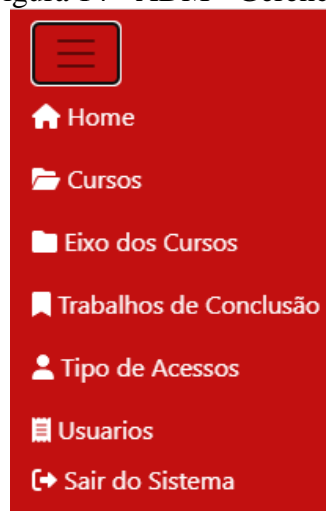 Home
Cursos
Eixo dos Cursos
Trabalhos de Conclusão
Tipo de Acessos
Usuarios
Sair do Sistema